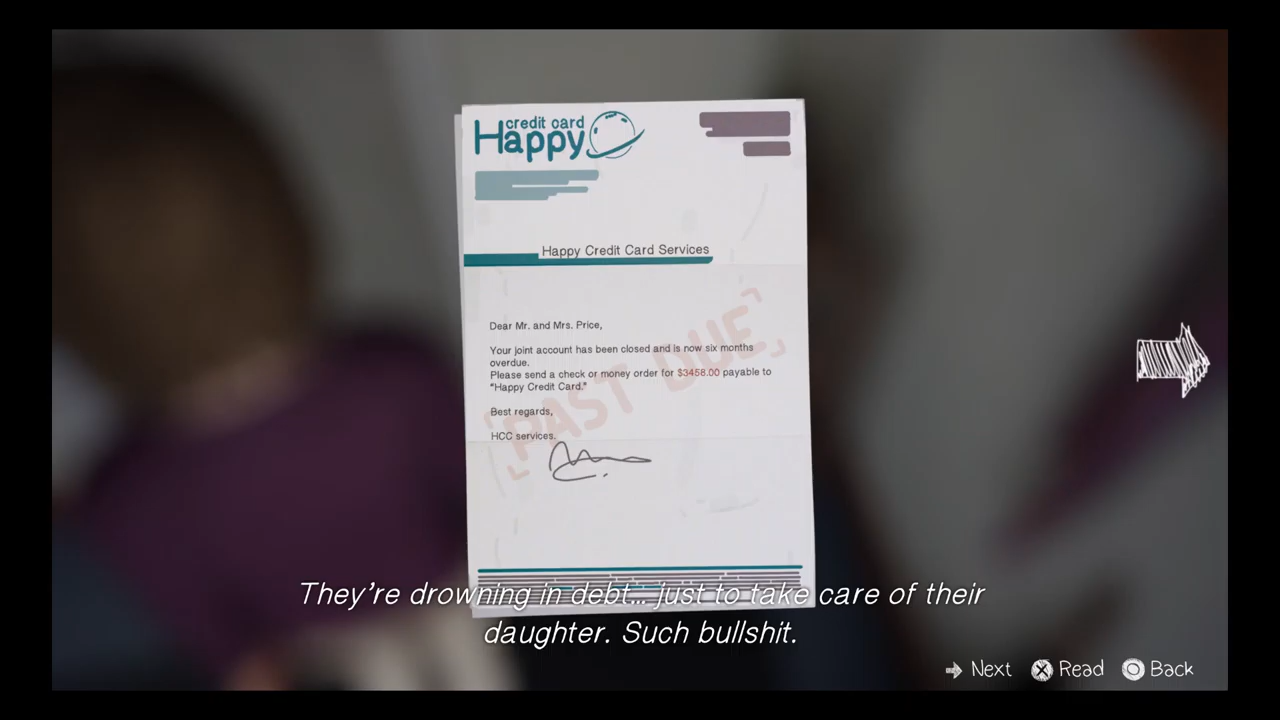 credit card
Happy
Happy Credit Card Services
Dear Mr. and Mrs. Price,
Your joint account has been closed and is now six months
overdue.
Please send a check or money order for $3458.00 payable to
"Happy Credit Card."
Best regards,
HCC services.
PAST DUE
They're drowning in debt... just to take care of their
daughter. Such bullshit.
Next Read Back